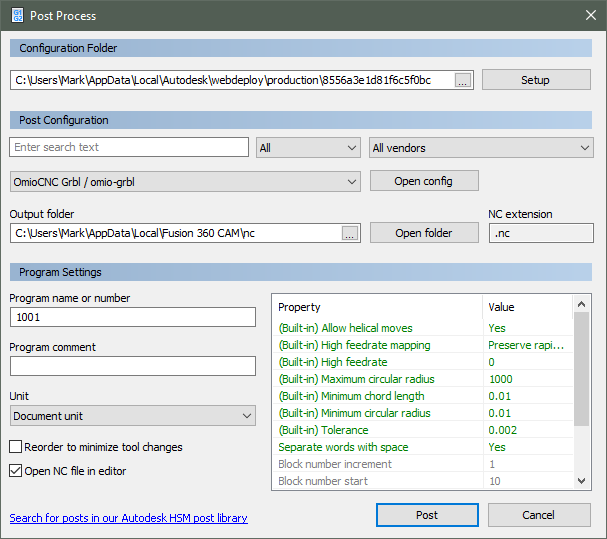 G1 G2 Post Process
Configuration Folder
C:\Users\Mark\AppData\Local\Autodesk\webdeploy\production\8556a3e1d81f6c5f0bc
... Setup
Post Configuration
Enter search text All All vendors
OmioCNC Grbl / omio-grbl Open config
Output folder NC extension
C:\Users\Mark\AppData\Local\Fusion 360 CAM\nc ... Open folder .nc
Program Settings
Program name or number
1001
Program comment
Unit
Document unit
Reorder to minimize tool changes
Open NC file in editor
Property Value
(Built-in) Allow helical moves Yes
(Built-in) High feedrate mapping Preserve rapi...
(Built-in) High feedrate 0
(Built-in) Maximum circular radius 1000
(Built-in) Minimum chord length 0.01
(Built-in) Minimum circular radius 0.01
(Built-in) Tolerance 0.002
Separate words with space Yes
Block number increment 1
Block number start 10
Search for posts in our Autodesk HSM post library
Post Cancel